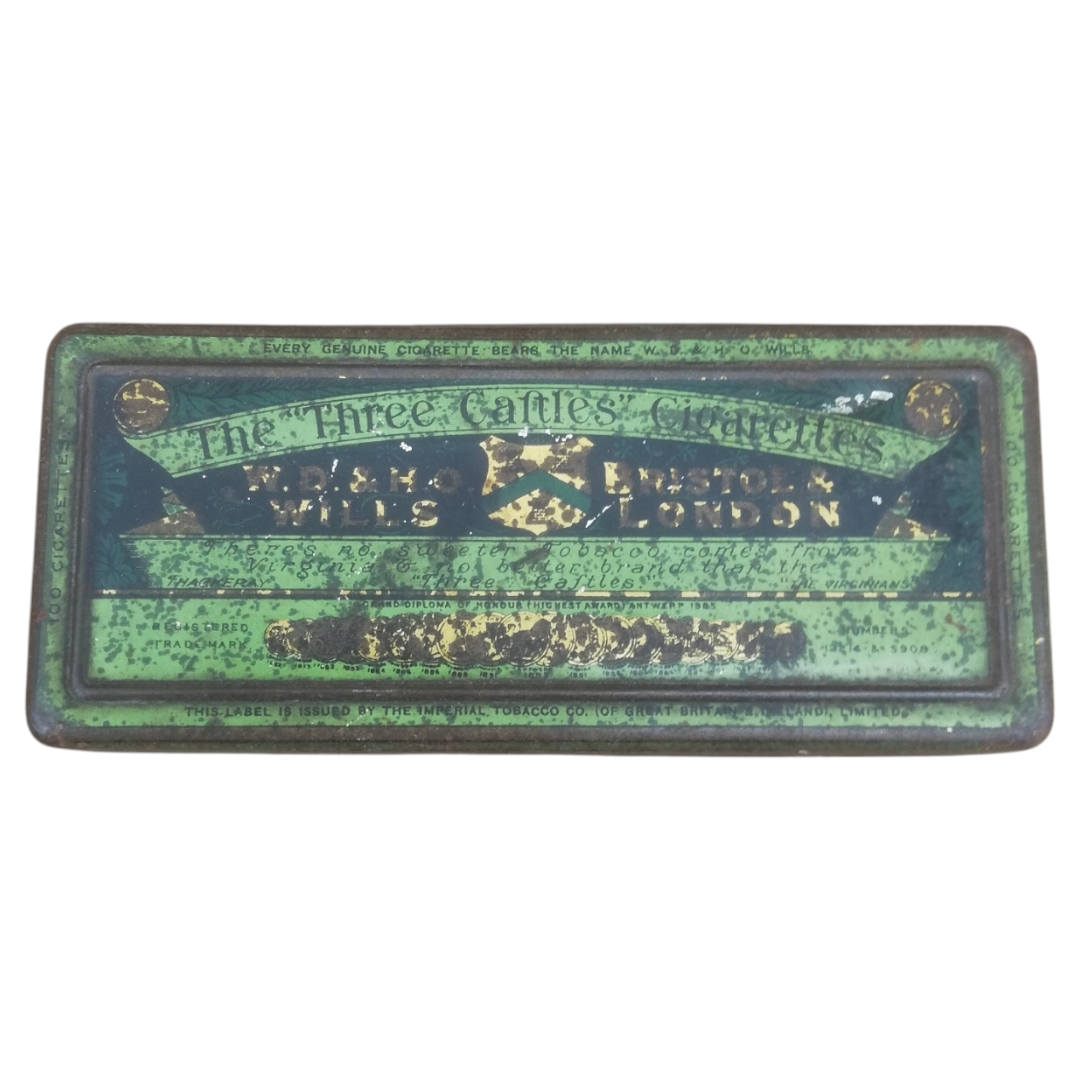 EVERY GENUINE CIGARETTE BEARS THE NAME W. D. & H. O. WILLS.
100 CIGARETTES
The "Three Caſtles" Cigarettes
W.D. & H.O. WILLS
BRISTOL & LONDON
There's no sweeter Tobacco comes from
Virginia & no better brand than the
"Three Caſtles"
THACKERAY
"THE VIRGINIANS"
GRAND DIPLOMA OF HONOUR (HIGHEST AWARD) ANTWERP 1885
REGISTERED
TRADE MARK
NUMBERS
THIS LABEL IS ISSUED BY THE IMPERIAL TOBACCO CO. (OF GREAT BRITAIN & IRELAND), LIMITED.
100 CIGARETTES